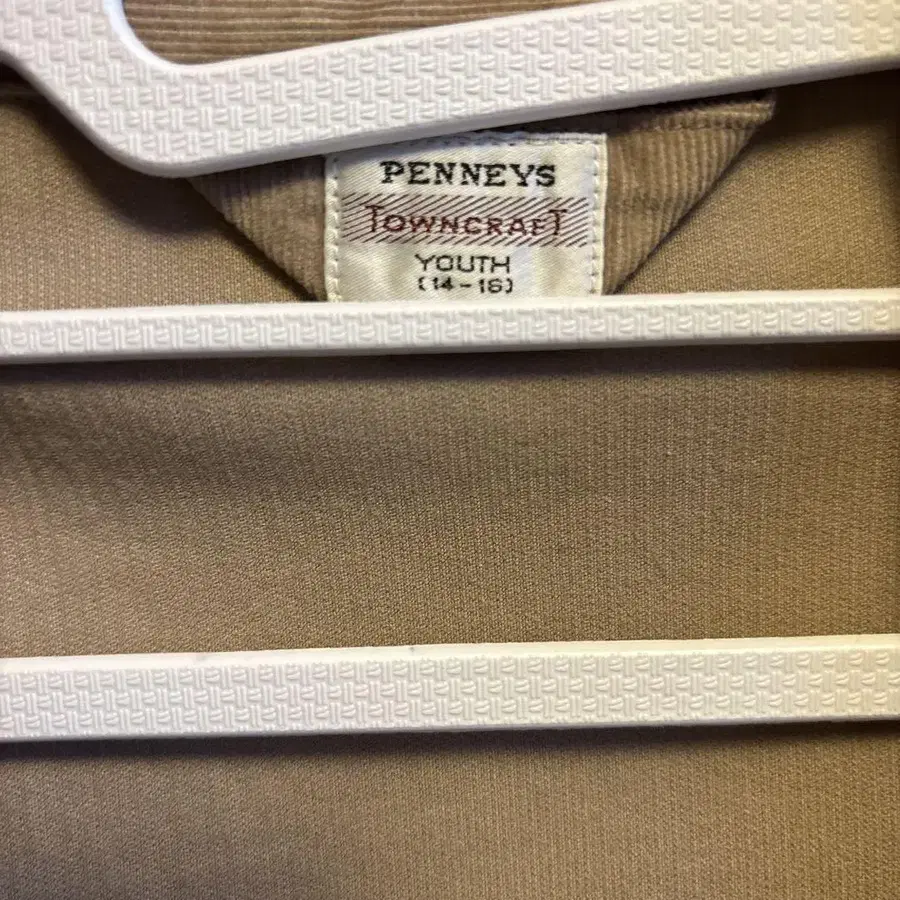 PENNEYS
TOWNCRAFT
YOUTH
(14-16)